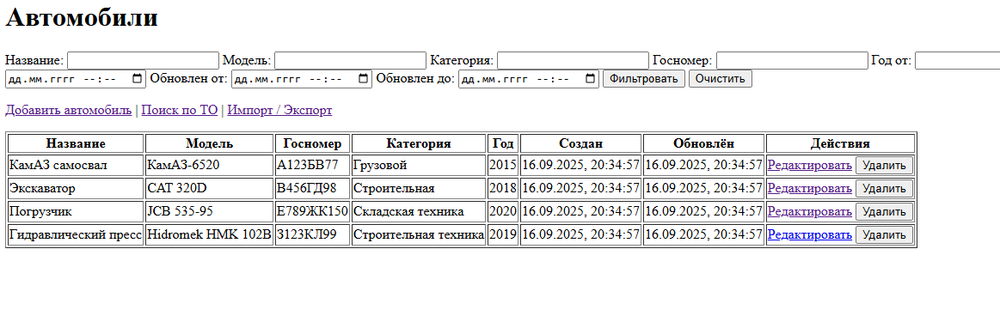 Автомобили
Название: Модель: Категория: Госномер: Год от:
дд.мм.гггг --:-- Обновлен от: дд.мм.гггг --:-- Обновлен до: дд.мм.гггг --:-- Фильтровать Очистить
Добавить автомобиль | Поиск по ТО | Импорт / Экспорт
Название Модель Госномер Категория Год Создан Обновлён Действия
КамАЗ самосвал КамАЗ-6520 А123БВ77 Грузовой 2015 16.09.2025, 20:34:57 16.09.2025, 20:34:57 Редактировать Удалить
Экскаватор CAT 320D В456ГД98 Строительная 2018 16.09.2025, 20:34:57 16.09.2025, 20:34:57 Редактировать Удалить
Погрузчик JCB 535-95 Е789ЖК150 Складская техника 2020 16.09.2025, 20:34:57 16.09.2025, 20:34:57 Редактировать Удалить
Гидравлический пресс Hidromek HMK 102B З123КЛ99 Строительная техника 2019 16.09.2025, 20:34:57 16.09.2025, 20:34:57 Редактировать Удалить